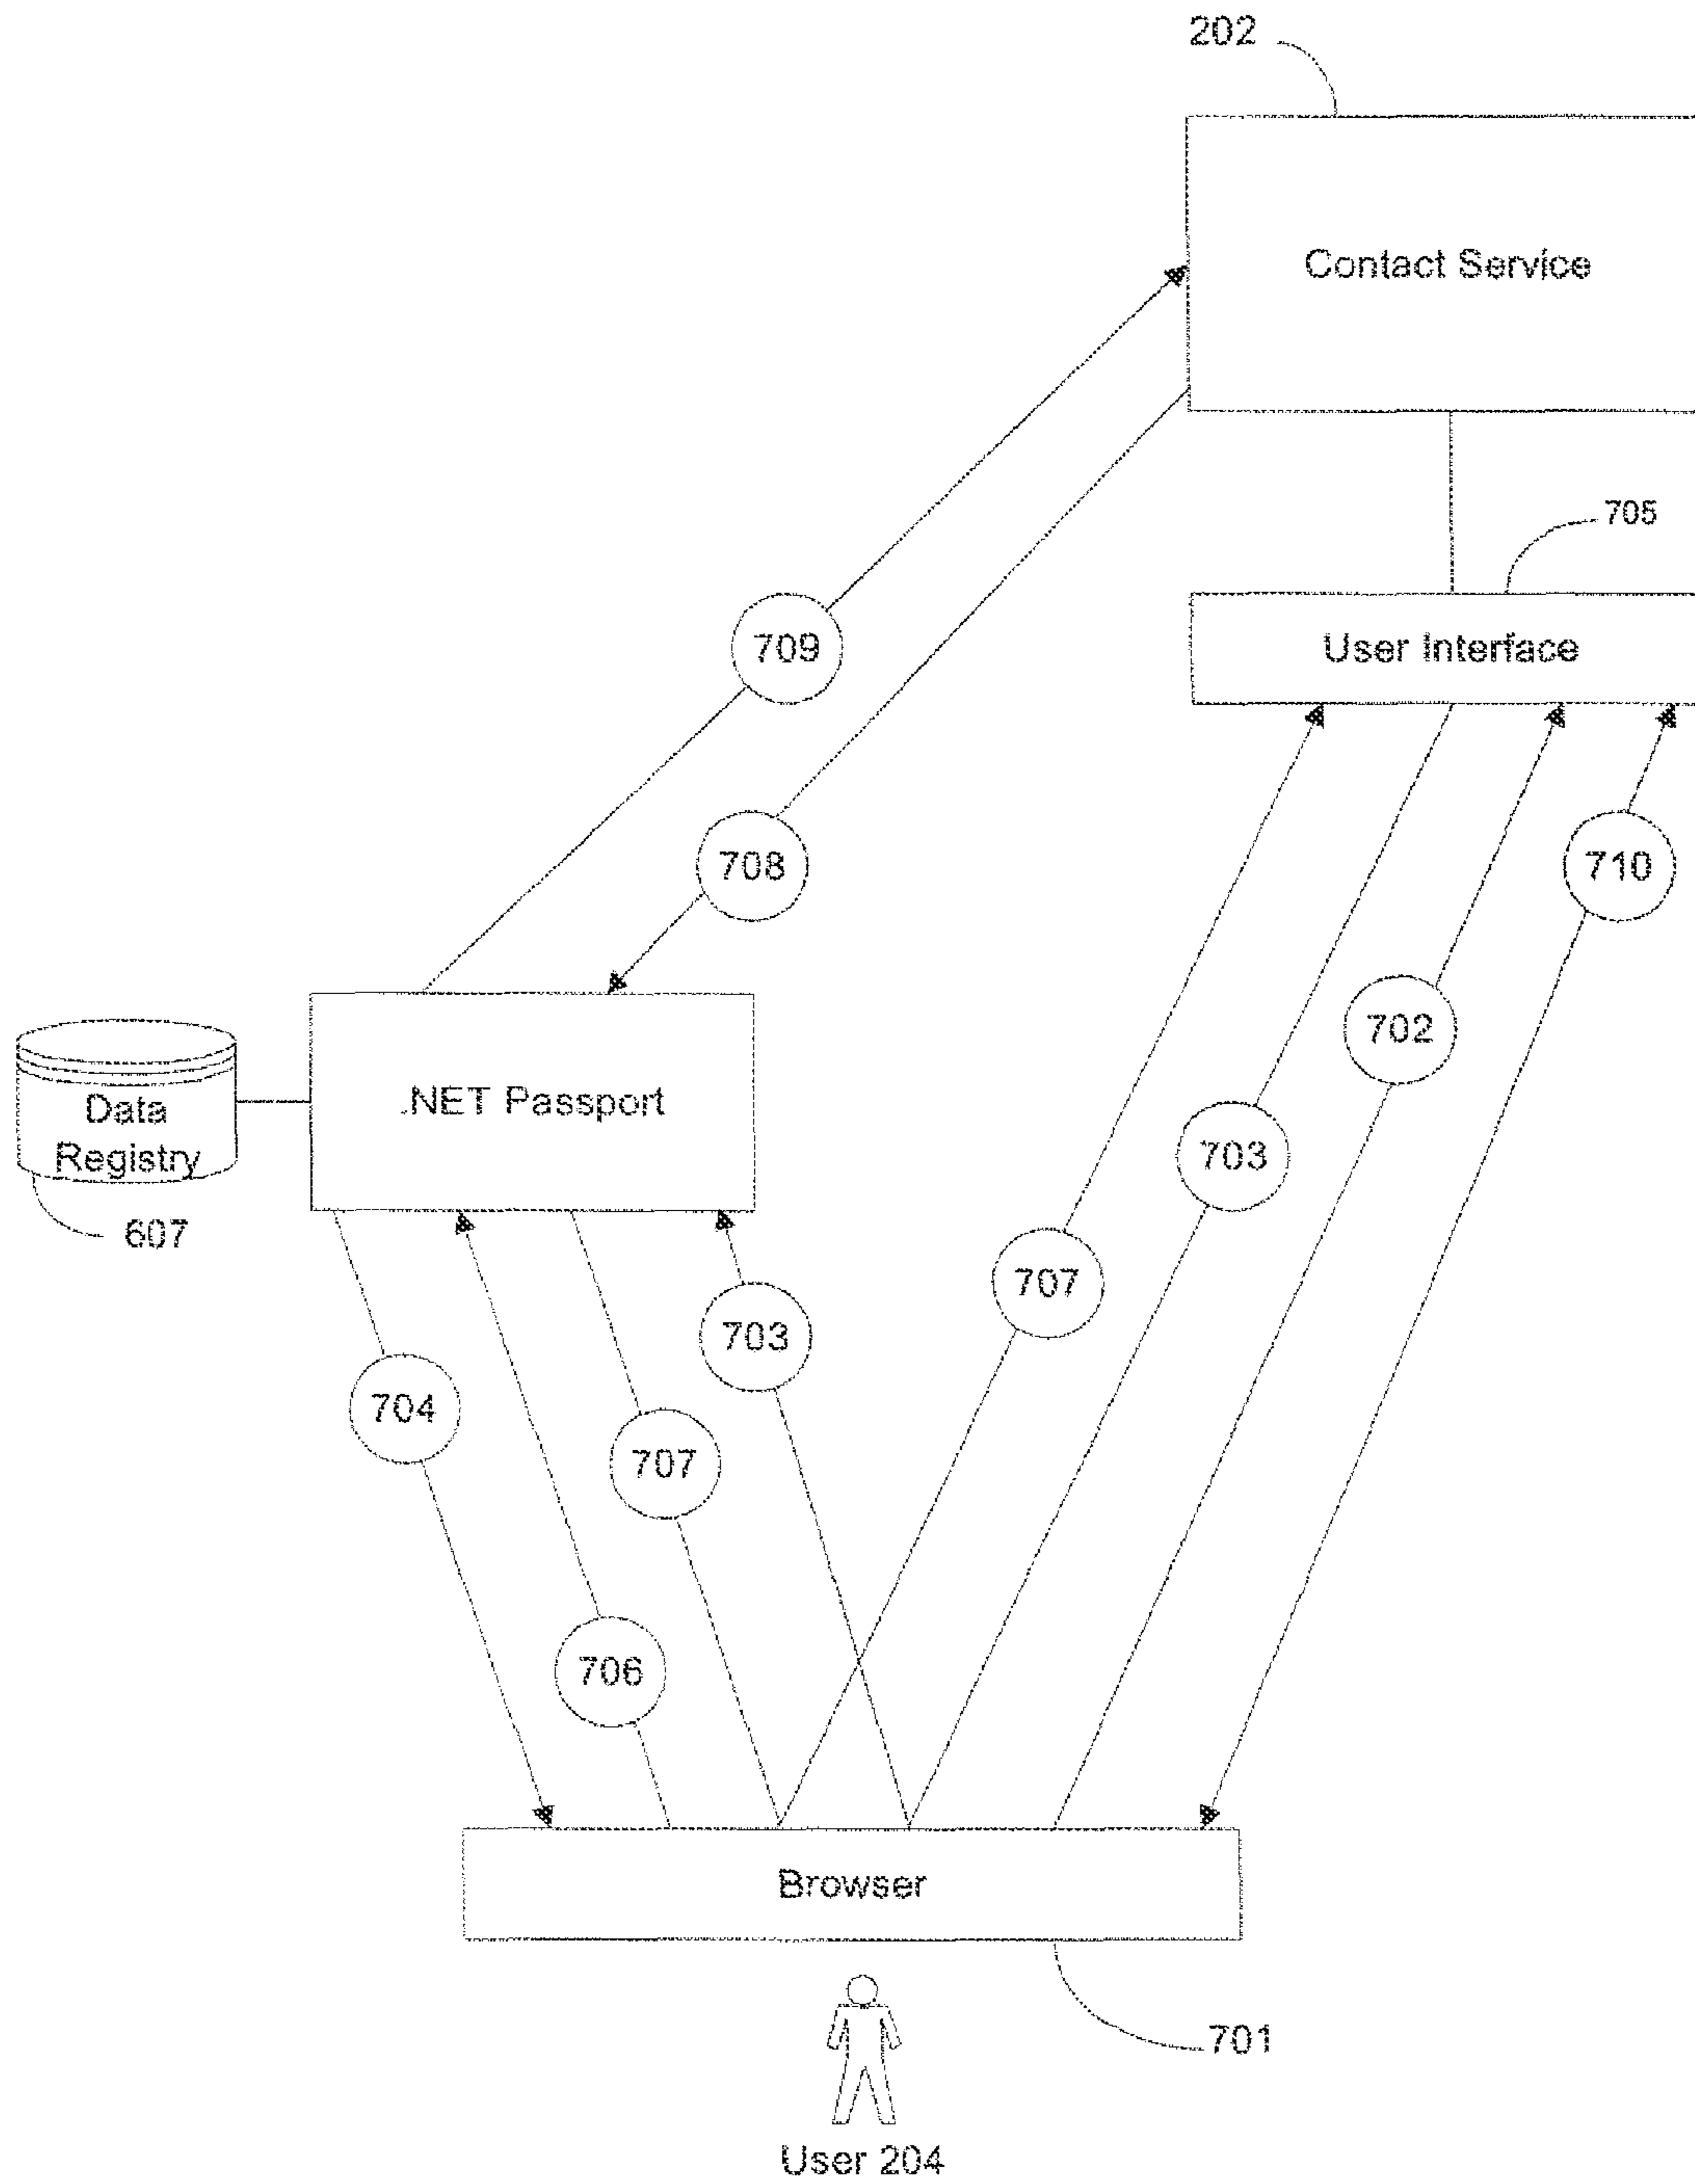 202
Contact Service
705
User Interface
709
708
710
702
.NET Passport
Data
Registry
607
703
707
703
704
707
706
Browser
701
User 204